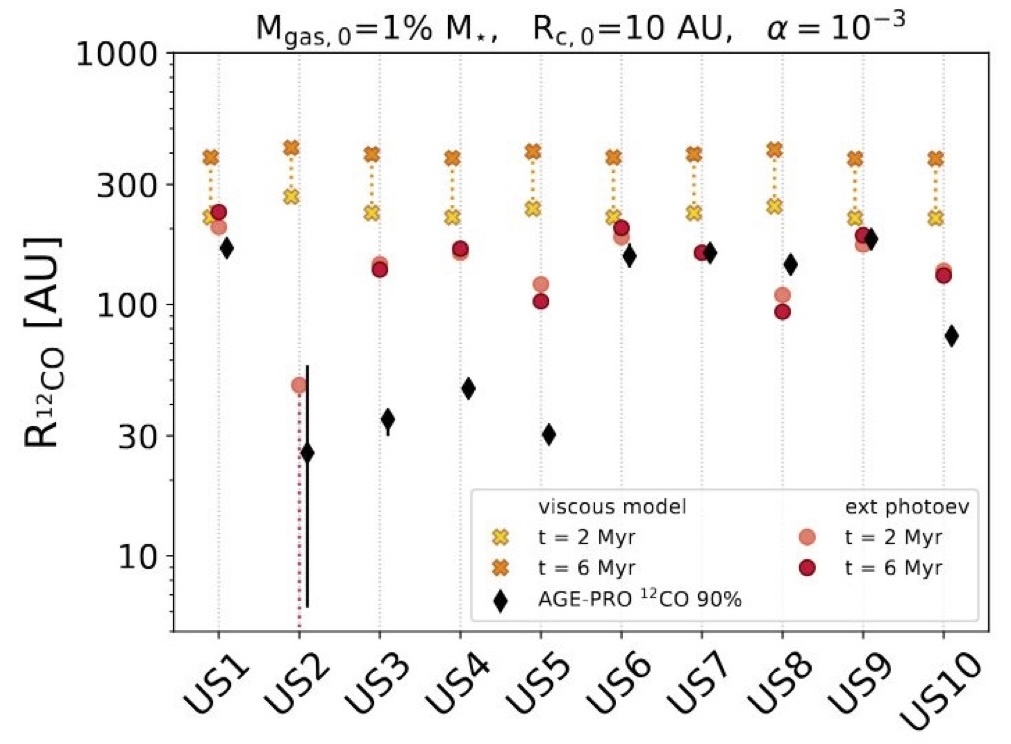 M_gas,0=1% M⋆, R_c,0=10 AU, α = 10⁻³
1000
300
100
30
10
R¹²CO [AU]
viscous model ext photoev
t = 2 Myr t = 2 Myr
t = 6 Myr t = 6 Myr
AGE-PRO ¹²CO 90%
US1 US2 US3 US4 US5 US6 US7 US8 US9 US10